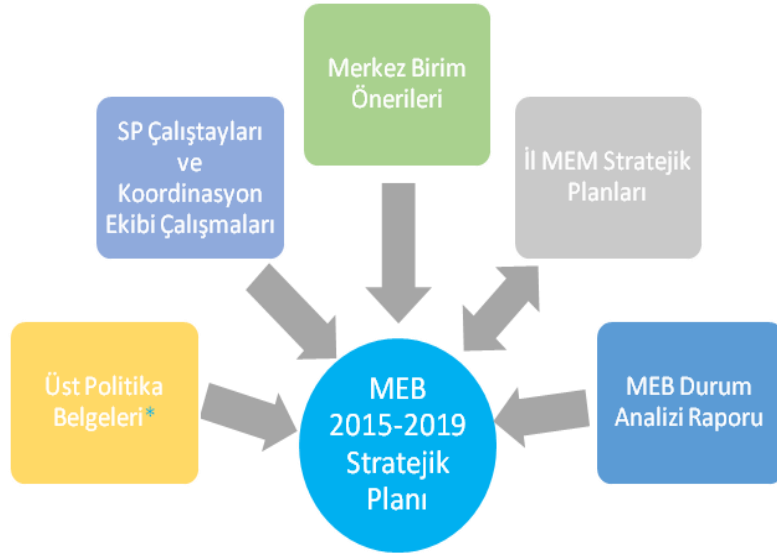 Merkez Birim
Önerileri
SP Çalıştayları
ve
Koordinasyon
Ekibi Çalışmaları
İl MEM Stratejik
Planları
Üst Politika
Belgeleri*
MEB
2015-2019
Stratejik
Planı
MEB Durum
Analizi Raporu